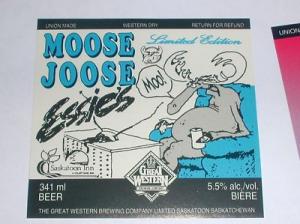 UNION MADE WESTERN DRY RETURN FOR REFUND
MOOSE
JOOSE
Limited Edition
MOO!
Essie's
Saskatoon Inn
GREAT
WESTERN
341 ml
BEER
5.5% alc./vol.
BIÈRE
THE GREAT WESTERN BREWING COMPANY LIMITED SASKATOON SASKATCHEWAN
UNION